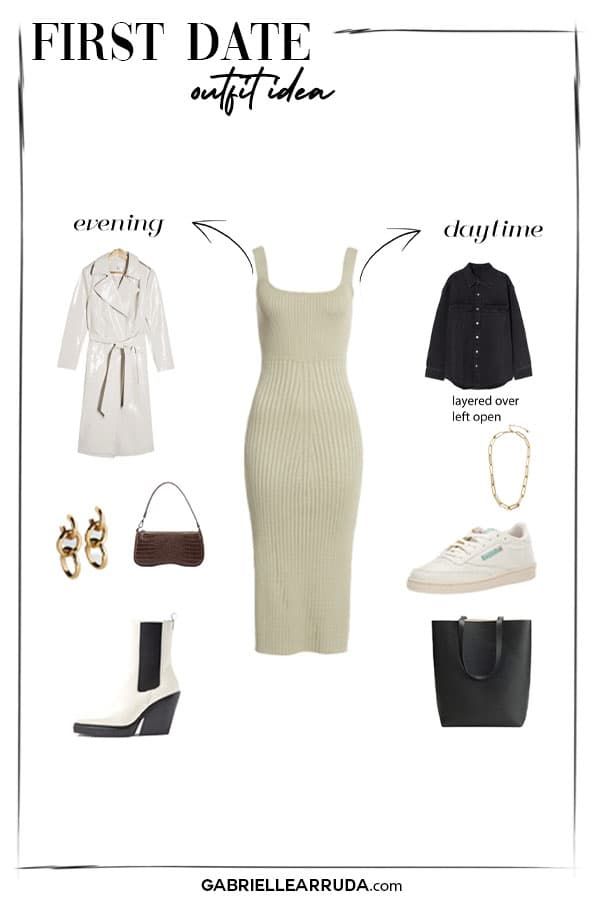 FIRST DATE
outfit idea
evening
daytime
layered over
left open
GABRIELLEARRUDA.com